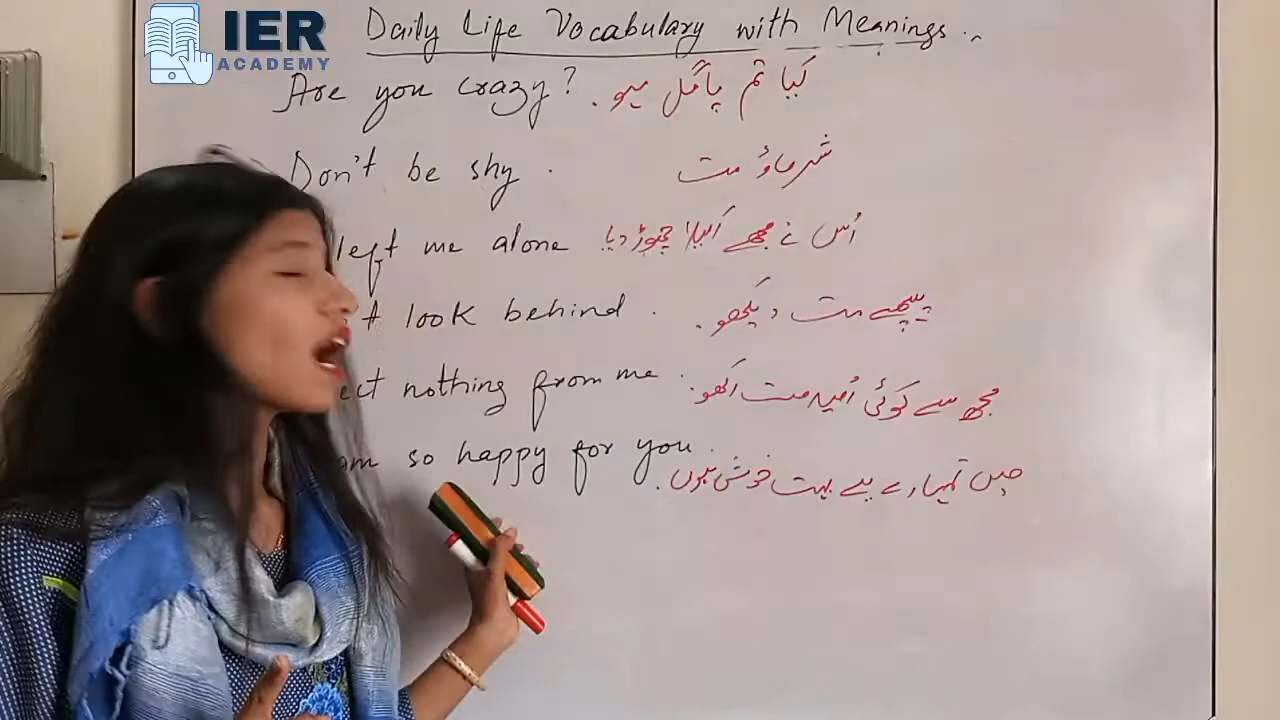 IER
ACADEMY
Daily Life Vocabulary with Meanings
Are you crazy? کیا تم پاگل ہو
Don't be shy. شرماؤ مت
left me alone اُس نے مجھے اکیلا چھوڑ دیا
look behind. پیچھے مت دیکھو.
nothing from me. مجھ سے کوئی اُمید مت رکھو.
am so happy for you. میں تمہارے لیے بہت خوش ہوں.